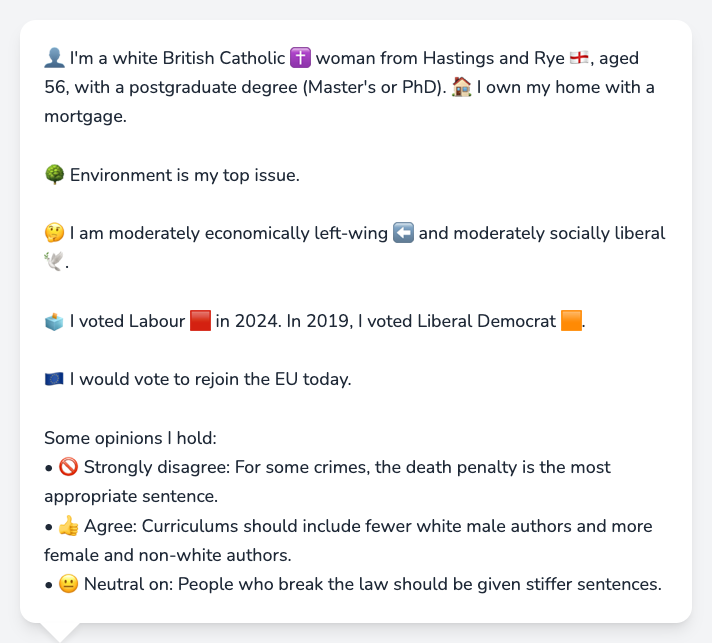 👤 I'm a white British Catholic ✝️ woman from Hastings and Rye 🏴󠁧󠁢󠁥󠁮󠁧󠁿, aged
56, with a postgraduate degree (Master's or PhD). 🏠 I own my home with a
mortgage.
🌳 Environment is my top issue.
🤔 I am moderately economically left-wing ⬅️ and moderately socially liberal
🕊️.
🗳️ I voted Labour 🟥 in 2024. In 2019, I voted Liberal Democrat 🟧.
🇪🇺 I would vote to rejoin the EU today.
Some opinions I hold:
• 🚫 Strongly disagree: For some crimes, the death penalty is the most
appropriate sentence.
• 👍 Agree: Curriculums should include fewer white male authors and more
female and non-white authors.
• 😐 Neutral on: People who break the law should be given stiffer sentences.